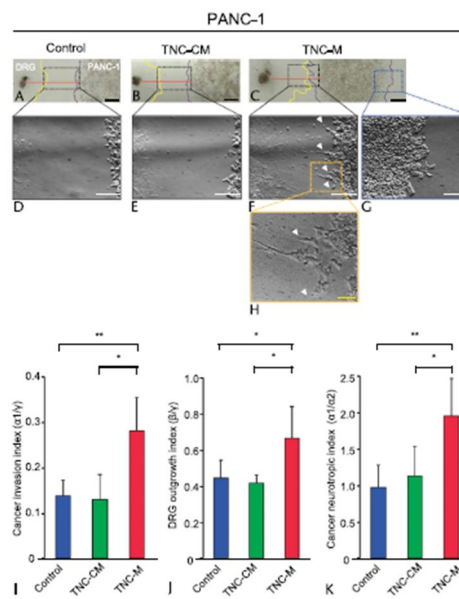 PANC-1
Control
TNC-CM
TNC-M
DRG
PANC-1
A
B
C
D
E
F
G
H
**
*
Cancer invasion index (α1/γ)
0.4
0.3
0.2
0.1
0
Control
TNC-CM
TNC-M
I
*
*
DRG outgrowth index (β/γ)
1.0
0.8
0.6
0.4
0.2
0
Control
TNC-CM
TNC-M
J
**
*
Cancer neurotropic index (α1/α2)
2.5
2.0
1.5
1.0
0.5
0
Control
TNC-CM
TNC-M
K